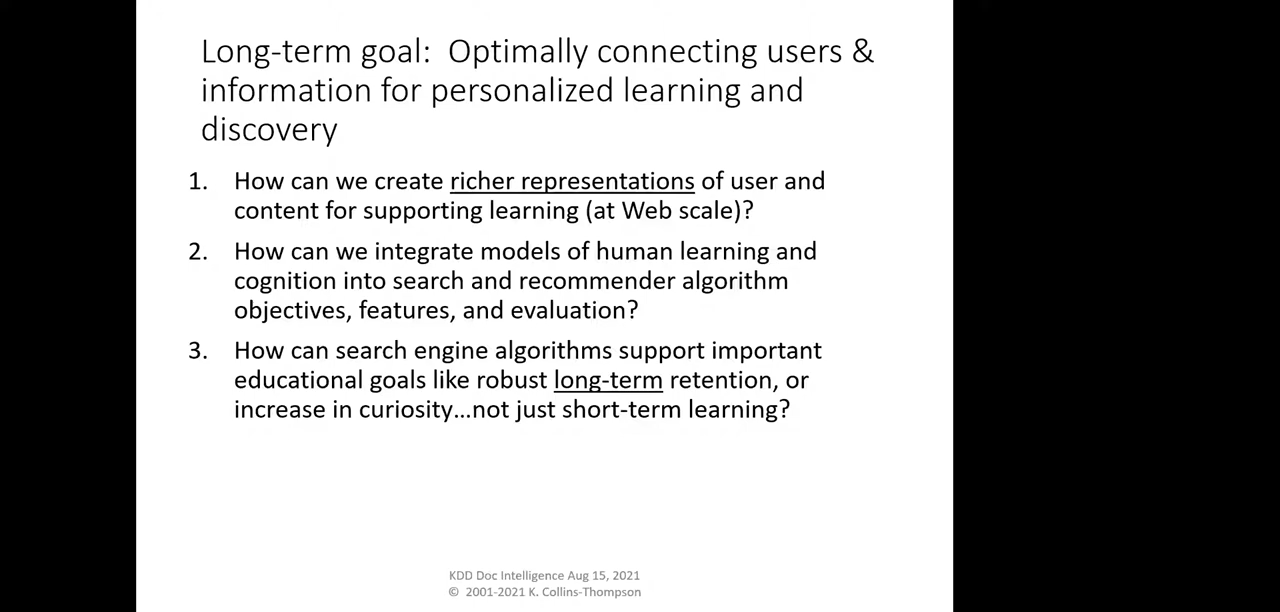 Long-term goal:  Optimally connecting users &
information for personalized learning and
discovery
1. How can we create richer representations of user and
content for supporting learning (at Web scale)?
2. How can we integrate models of human learning and
cognition into search and recommender algorithm
objectives, features, and evaluation?
3. How can search engine algorithms support important
educational goals like robust long-term retention, or
increase in curiosity…not just short-term learning?
KDD Doc Intelligence Aug 15, 2021
© 2001-2021 K. Collins-Thompson